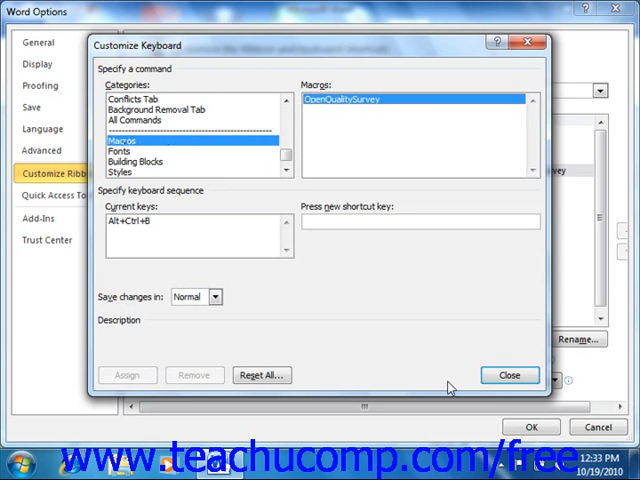 Word Options
General
Display
Proofing
Save
Language
Advanced
Customize Ribb
Quick Access To
Add-Ins
Trust Center
Customize Keyboard
Specify a command
Categories:
Conflicts Tab
Background Removal Tab
All Commands
Macros
Fonts
Building Blocks
Styles
Macros:
OpenQualitySurvey
Specify keyboard sequence
Current keys:
Alt+Ctrl+B
Press new shortcut key:
Save changes in: Normal
Description
Assign
Remove
Reset All...
Close
Rename...
OK
Cancel
www.teachucomp.com/free
12:33 PM
10/19/2010